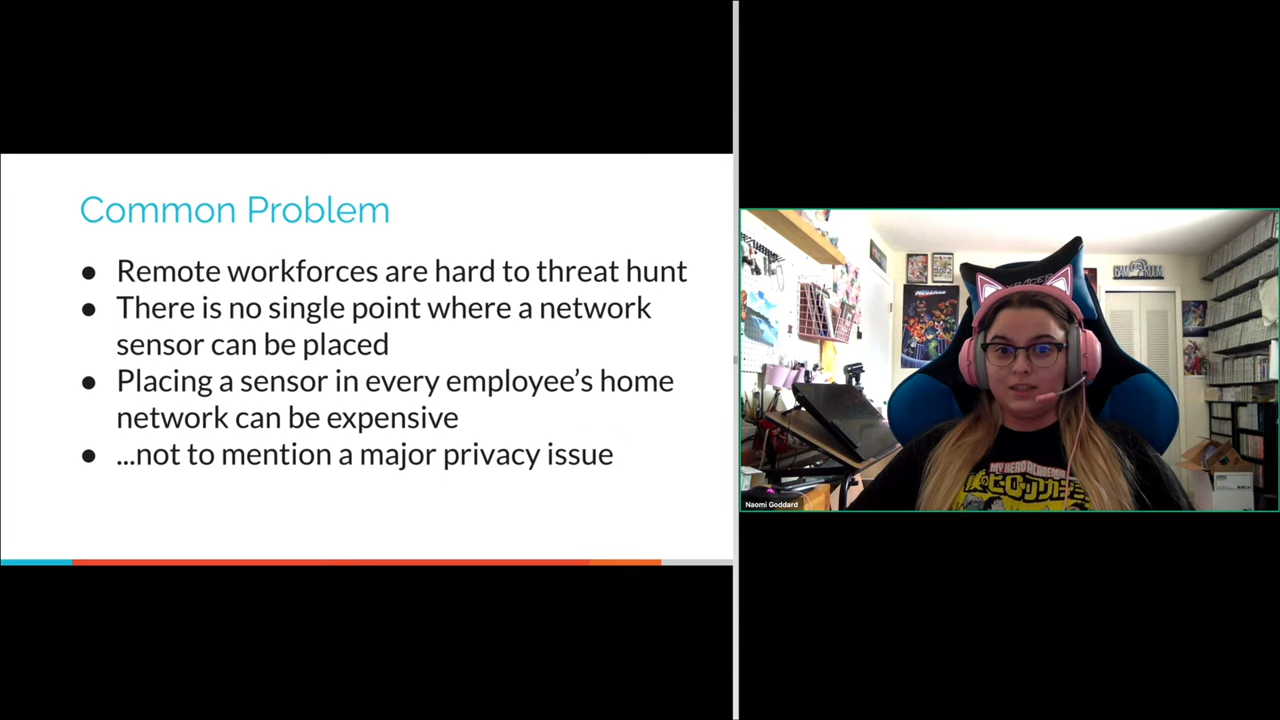 Common Problem
● Remote workforces are hard to threat hunt
● There is no single point where a network
sensor can be placed
● Placing a sensor in every employee’s home
network can be expensive
● ...not to mention a major privacy issue
GAME ROOM
MEGAMAN
MY HERO ACADEMIA
Naomi Goddard